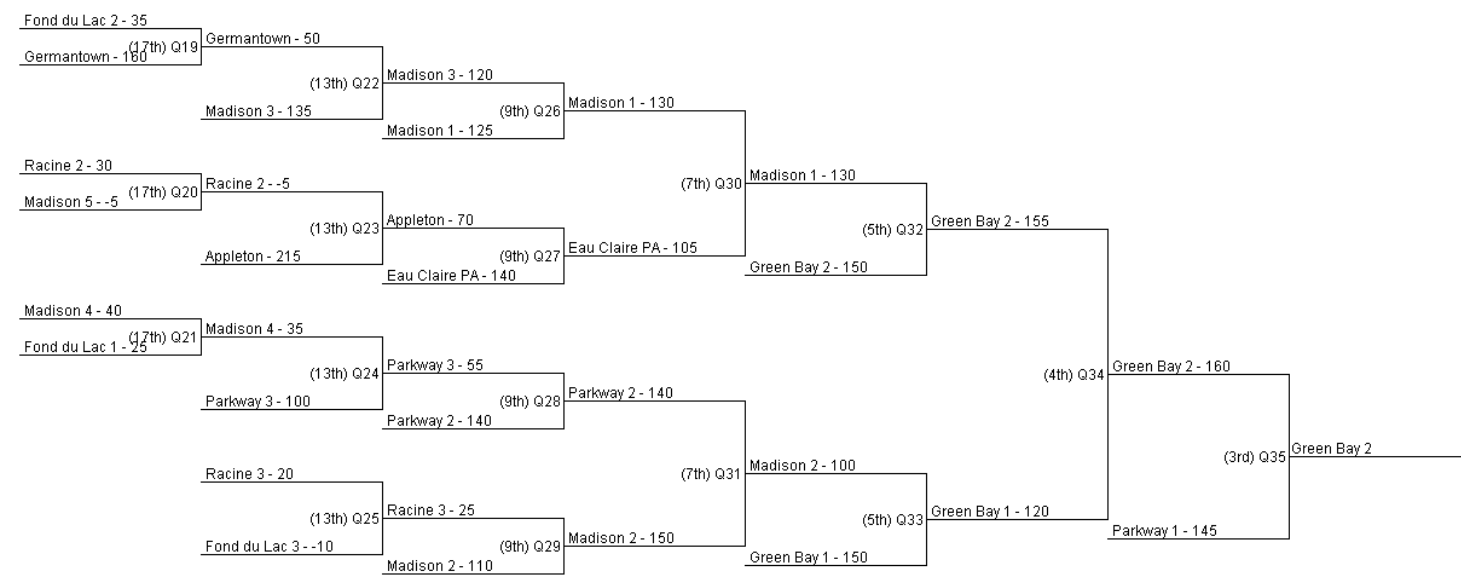 Fond du Lac 2 - 35
(17th) Q19
Germantown - 160
Germantown - 50
(13th) Q22
Madison 3 - 135
Madison 3 - 120
(9th) Q26
Madison 1 - 125
Madison 1 - 130
Racine 2 - 30
(17th) Q20
Madison 5 - -5
Racine 2 - -5
(13th) Q23
Appleton - 215
Appleton - 70
(9th) Q27
Eau Claire PA - 140
Eau Claire PA - 105
(7th) Q30
Madison 1 - 130
(5th) Q32
Green Bay 2 - 150
Green Bay 2 - 155
Madison 4 - 40
(17th) Q21
Fond du Lac 1 - 25
Madison 4 - 35
(13th) Q24
Parkway 3 - 100
Parkway 3 - 55
(9th) Q28
Parkway 2 - 140
Parkway 2 - 140
Racine 3 - 20
(13th) Q25
Fond du Lac 3 - -10
Racine 3 - 25
(9th) Q29
Madison 2 - 110
Madison 2 - 150
(7th) Q31
Madison 2 - 100
(5th) Q33
Green Bay 1 - 150
Green Bay 1 - 120
(4th) Q34
Green Bay 2 - 160
(3rd) Q35
Parkway 1 - 145
Green Bay 2